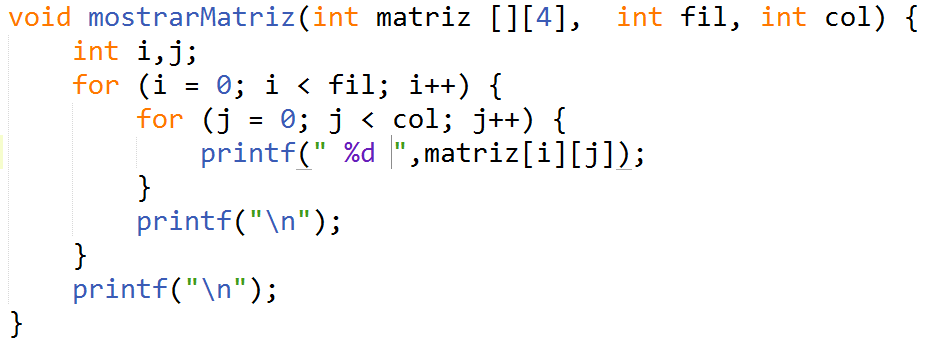 void mostrarMatriz(int matriz [][4],  int fil, int col) {
    int i,j;
    for (i = 0; i < fil; i++) {
        for (j = 0; j < col; j++) {
            printf(" %d ",matriz[i][j]);
        }
        printf("\n");
    }
    printf("\n");
}